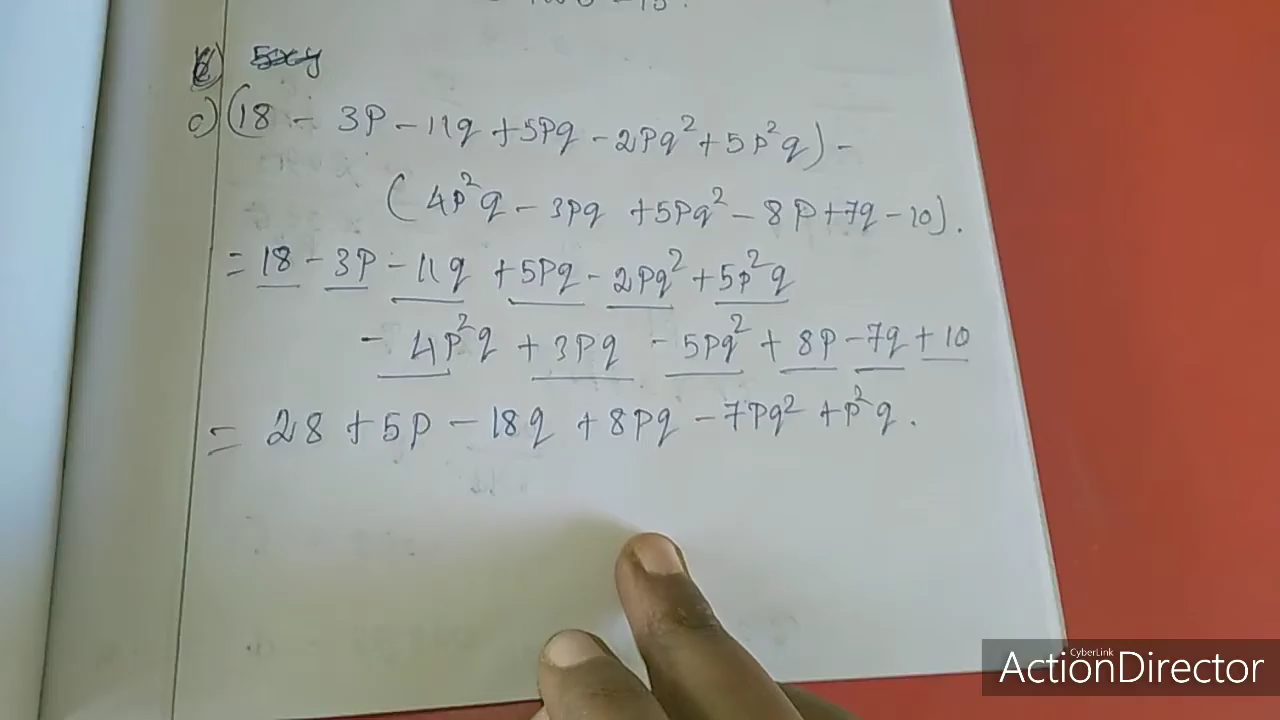 c) (18 - 3p - 11q + 5pq - 2pq² + 5p²q) -
(4p²q - 3pq + 5pq² - 8p + 7q - 10).
= 18 - 3p - 11q + 5pq - 2pq² + 5p²q
- 4p²q + 3pq - 5pq² + 8p - 7q + 10
= 28 + 5p - 18q + 8pq - 7pq² + p²q.
CyberLink
ActionDirector